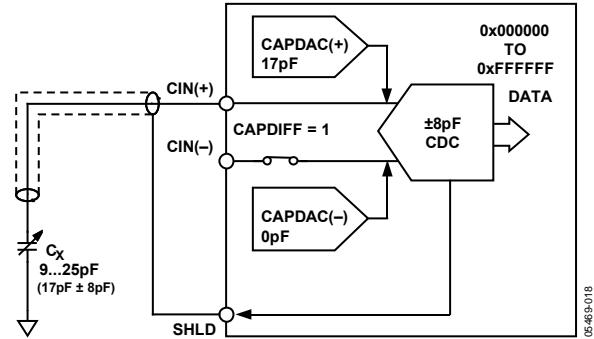 CAPDAC(+)
17pF
0x000000
TO
0xFFFFFF
DATA
CIN(+)
CAPDIFF = 1
±8pF
CDC
CIN(–)
CAPDAC(–)
0pF
CX
9...25pF
(17pF ± 8pF)
SHLD
05469-018